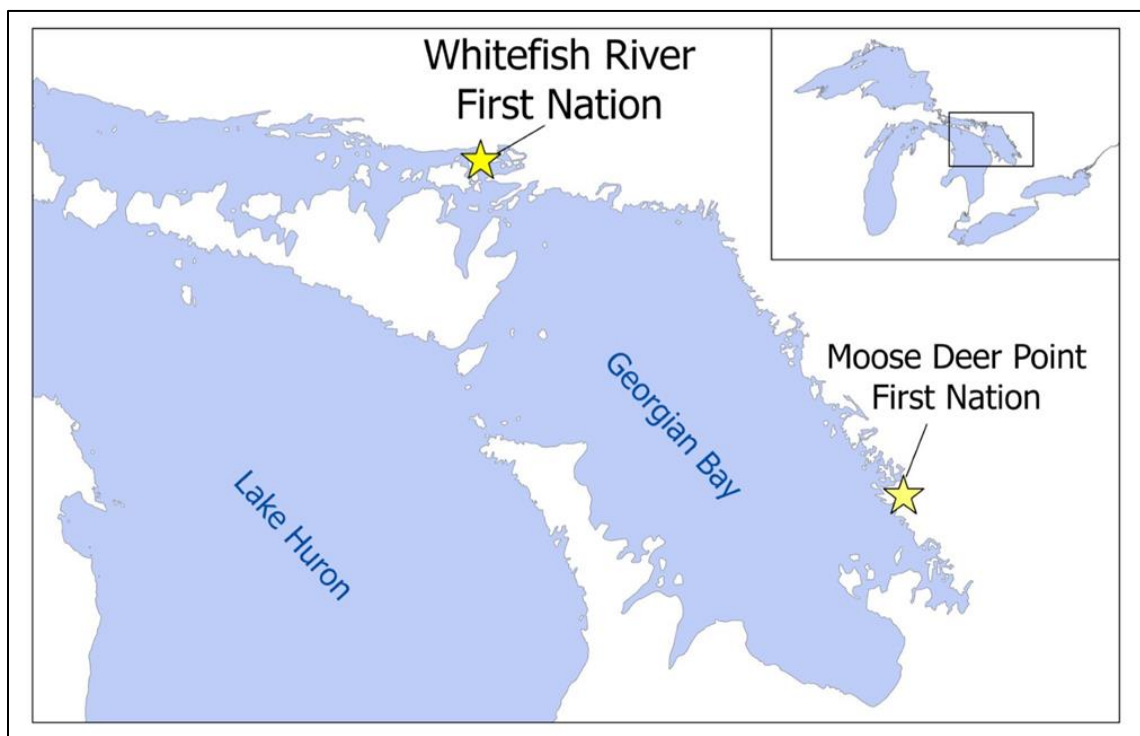 Whitefish River
First Nation
Moose Deer Point
First Nation
Georgian Bay
Lake Huron